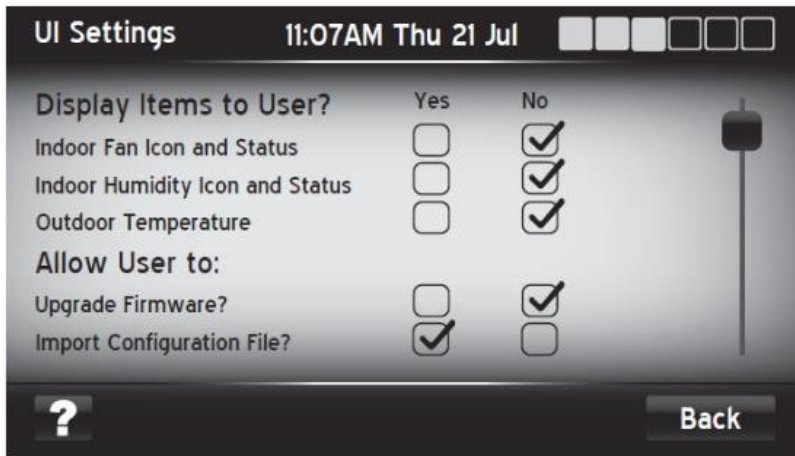 UI Settings 11:07AM Thu 21 Jul
Display Items to User? Yes No
Indoor Fan Icon and Status
Indoor Humidity Icon and Status
Outdoor Temperature
Allow User to:
Upgrade Firmware?
Import Configuration File?
? Back